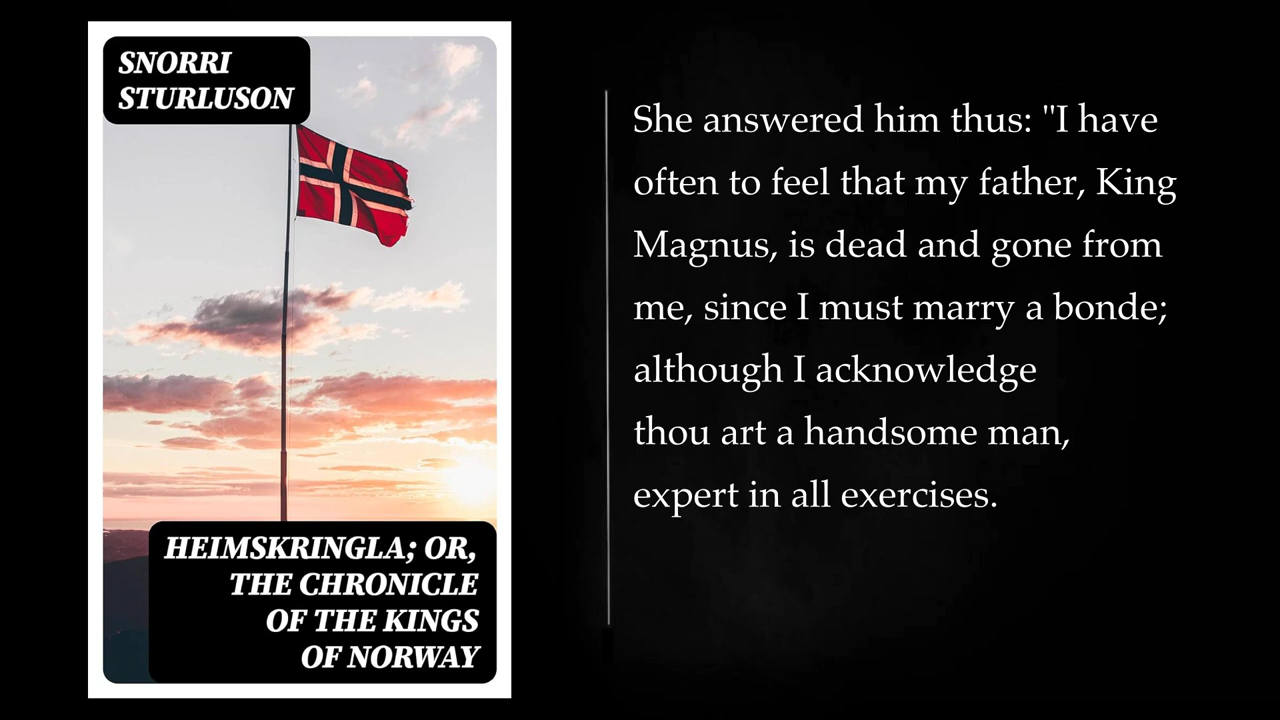 SNORRI
STURLUSON
HEIMSKRINGLA; OR,
THE CHRONICLE
OF THE KINGS
OF NORWAY
She answered him thus: "I have
often to feel that my father, King
Magnus, is dead and gone from
me, since I must marry a bonde;
although I acknowledge
thou art a handsome man,
expert in all exercises.